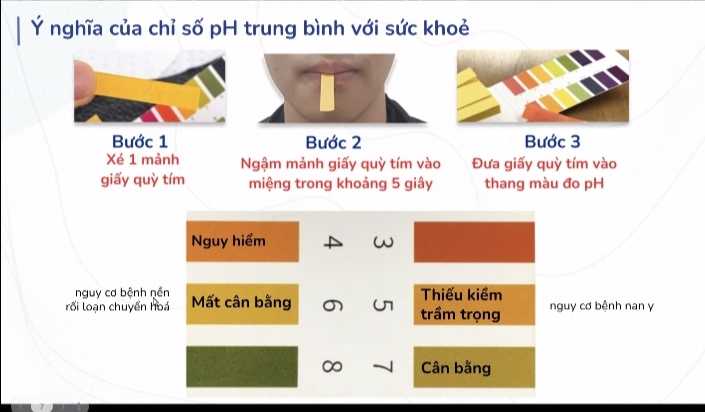 Ý nghĩa của chỉ số pH trung bình với sức khoẻ
Bước 1
Xé 1 mảnh
giấy quỳ tím
Bước 2
Ngậm mảnh giấy quỳ tím vào
miệng trong khoảng 5 giây
Bước 3
Đưa giấy quỳ tím vào
thang màu đo pH
Nguy hiểm
4
3
nguy cơ bệnh nền
rối loạn chuyển hoá
Mất cân bằng
6
5
Thiếu kiềm
trầm trọng
nguy cơ bệnh nan y
8
7
Cân bằng